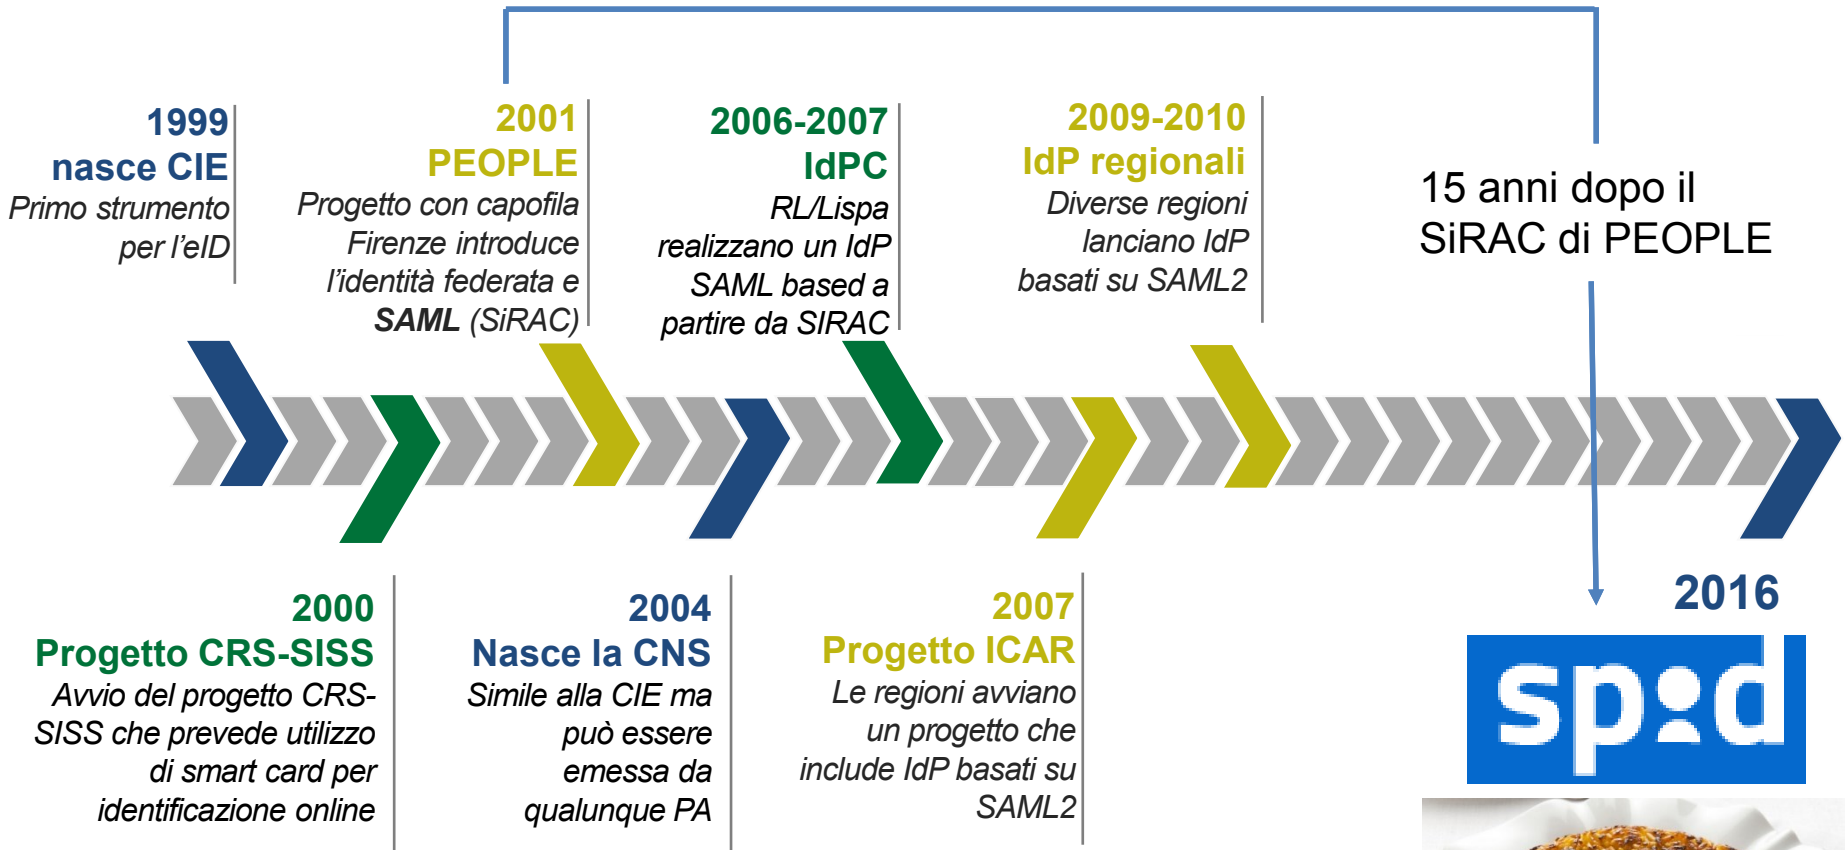 1999
nasce CIE
Primo strumento
per l’eID
2001
PEOPLE
Progetto con capofila
Firenze introduce
l’identità federata e
SAML (SiRAC)
2006-2007
IdPC
RL/Lispa
realizzano un IdP
SAML based a
partire da SIRAC
2009-2010
IdP regionali
Diverse regioni
lanciano IdP
basati su SAML2
15 anni dopo il
SiRAC di PEOPLE
2000
Progetto CRS-SISS
Avvio del progetto CRS-
SISS che prevede utilizzo
di smart card per
identificazione online
2004
Nasce la CNS
Simile alla CIE ma
può essere
emessa da
qualunque PA
2007
Progetto ICAR
Le regioni avviano
un progetto che
include IdP basati su
SAML2
2016
spid